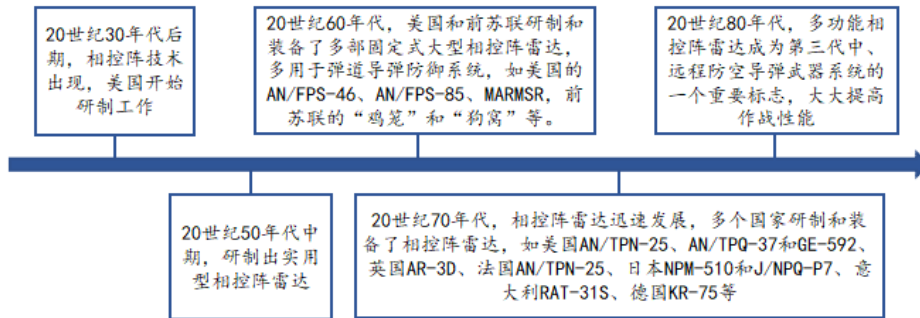 20世纪30年代后
期，相控阵技术
出现，美国开始
研制工作
20世纪60年代，美国和前苏联研制和
装备了多部固定式大型相控阵雷达，
多用于弹道导弹防御系统，如美国的
AN/FPS-46、AN/FPS-85、MARMSR，前
苏联的“鸡笼”和“狗窝”等。
20世纪80年代，多功能相
控阵雷达成为第三代中、
远程防空导弹武器系统的
一个重要标志，大大提高
作战性能
20世纪50年代中
期，研制出实用
型相控阵雷达
20世纪70年代，相控阵雷达迅速发展，多个国家研制和装
备了相控阵雷达，如美国AN/TPN-25、AN/TPQ-37和GE-592、
英国AR-3D、法国AN/TPN-25、日本NPM-510和J/NPQ-P7、意
大利RAT-31S、德国KR-75等